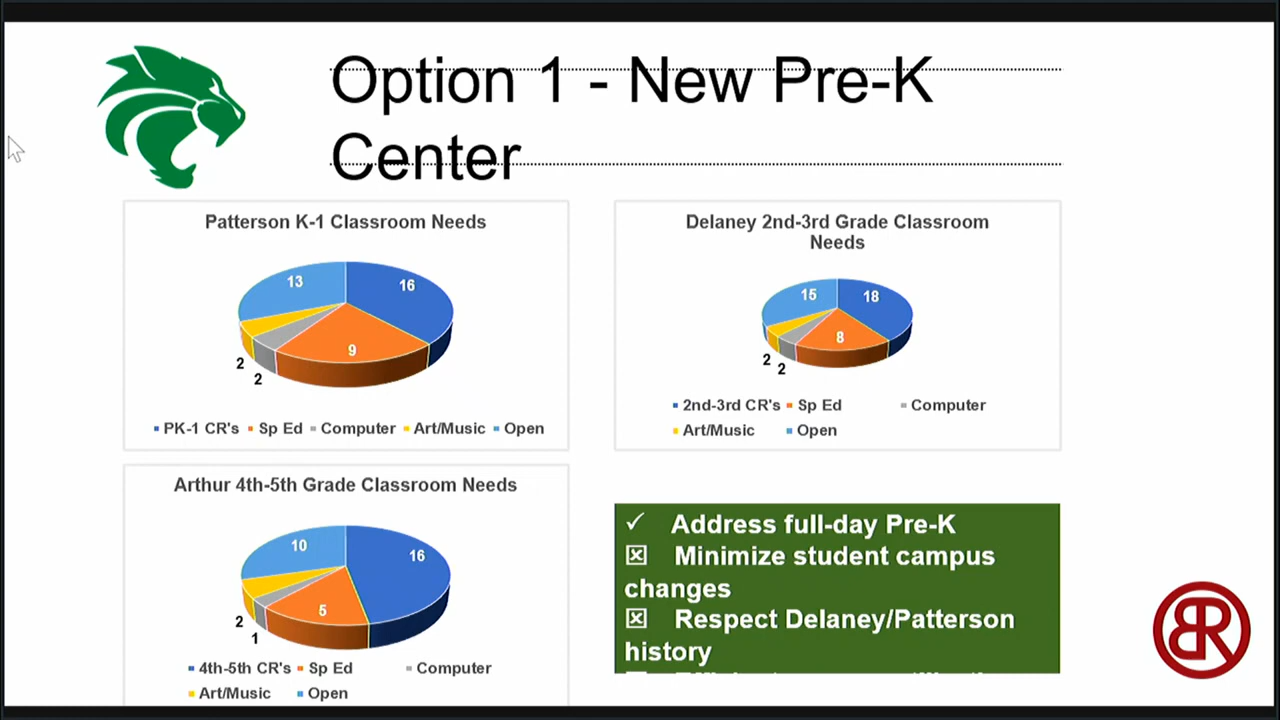 Option 1 - New Pre-K
Center
Patterson K-1 Classroom Needs
13
16
9
2
2
PK-1 CR's Sp Ed Computer Art/Music Open
Delaney 2nd-3rd Grade Classroom
Needs
15
18
8
2
2
2nd-3rd CR's Sp Ed Computer
Art/Music Open
Arthur 4th-5th Grade Classroom Needs
10
16
5
2
1
4th-5th CR's Sp Ed Computer
Art/Music Open
✓ Address full-day Pre-K
☒ Minimize student campus
changes
☒ Respect Delaney/Patterson
history
BR